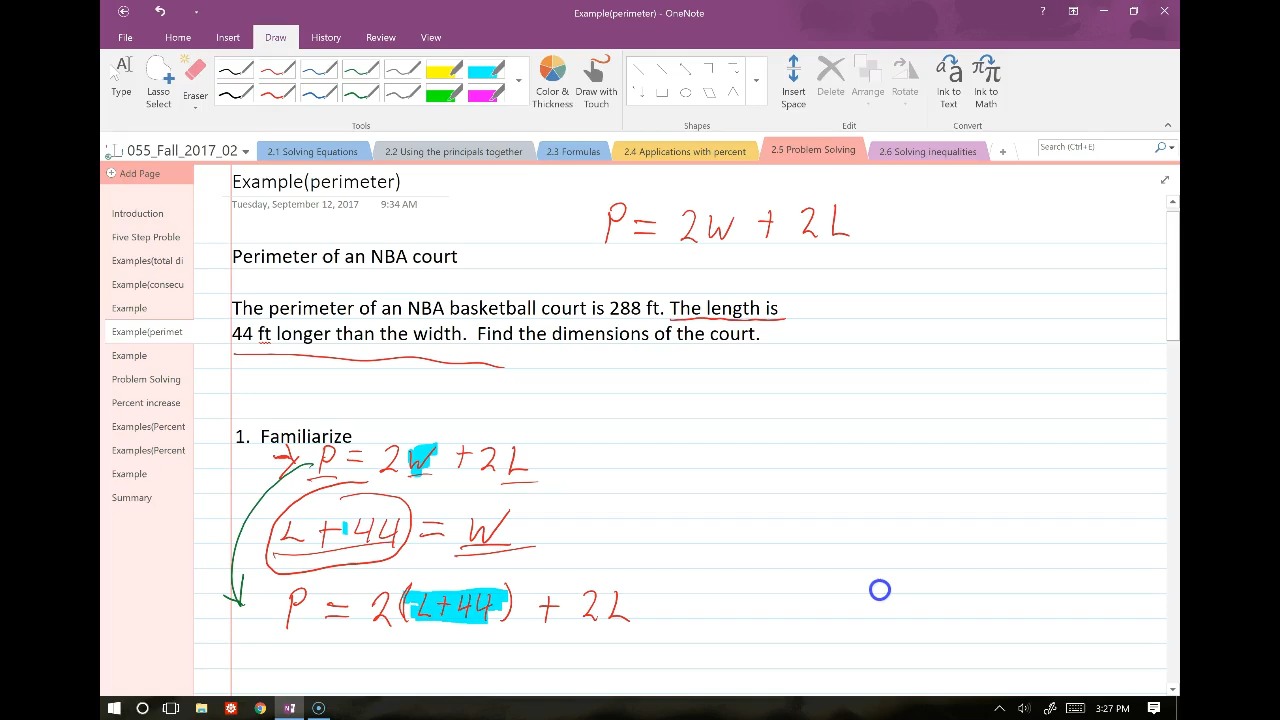 Example(perimeter) - OneNote
?
File Home Insert Draw History Review View
Type
Lasso Select
Eraser
Color & Thickness
Draw with Touch
Insert Space
Delete
Arrange
Rotate
Ink to Text
Ink to Math
Tools Shapes Edit Convert
055_Fall_2017_02 2.1 Solving Equations 2.2 Using the principals together 2.3 Formulas 2.4 Applications with percent 2.5 Problem Solving 2.6 Solving inequalities + Search (Ctrl+E)
Add Page
Introduction
Five Step Proble
Examples(total di
Example(consecu
Example
Example(perimet
Example
Problem Solving
Percent increase
Examples(Percent
Examples(Percent
Example
Summary
Example(perimeter)
Tuesday, September 12, 2017 9:34 AM
P = 2W + 2L
Perimeter of an NBA court
The perimeter of an NBA basketball court is 288 ft. The length is
44 ft longer than the width. Find the dimensions of the court.
1. Familiarize
P = 2W + 2L
L + 44 = W
P = 2(L+44) + 2L
3:27 PM